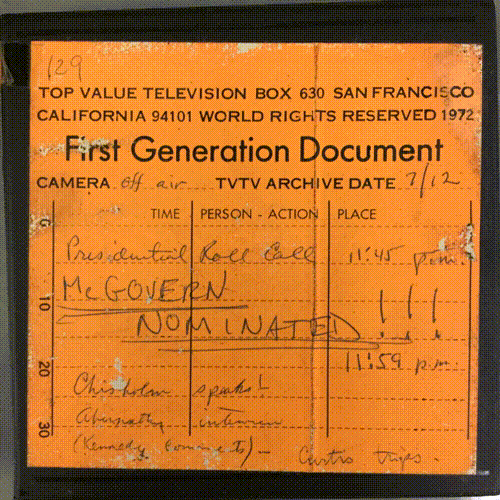 129
TOP VALUE TELEVISION BOX 630 SAN FRANCISCO
CALIFORNIA 94101 WORLD RIGHTS RESERVED 1972
First Generation Document
CAMERA off air TVTV ARCHIVE DATE 7/12
TIME PERSON - ACTION PLACE
0
Presidential Roll Call 11:45 p.m.
10
McGOVERN
NOMINATED !!!
11:59 p.m.
20
Chisholm speaks!
Abernathy interview
30
(Kennedy comments) - Curtis